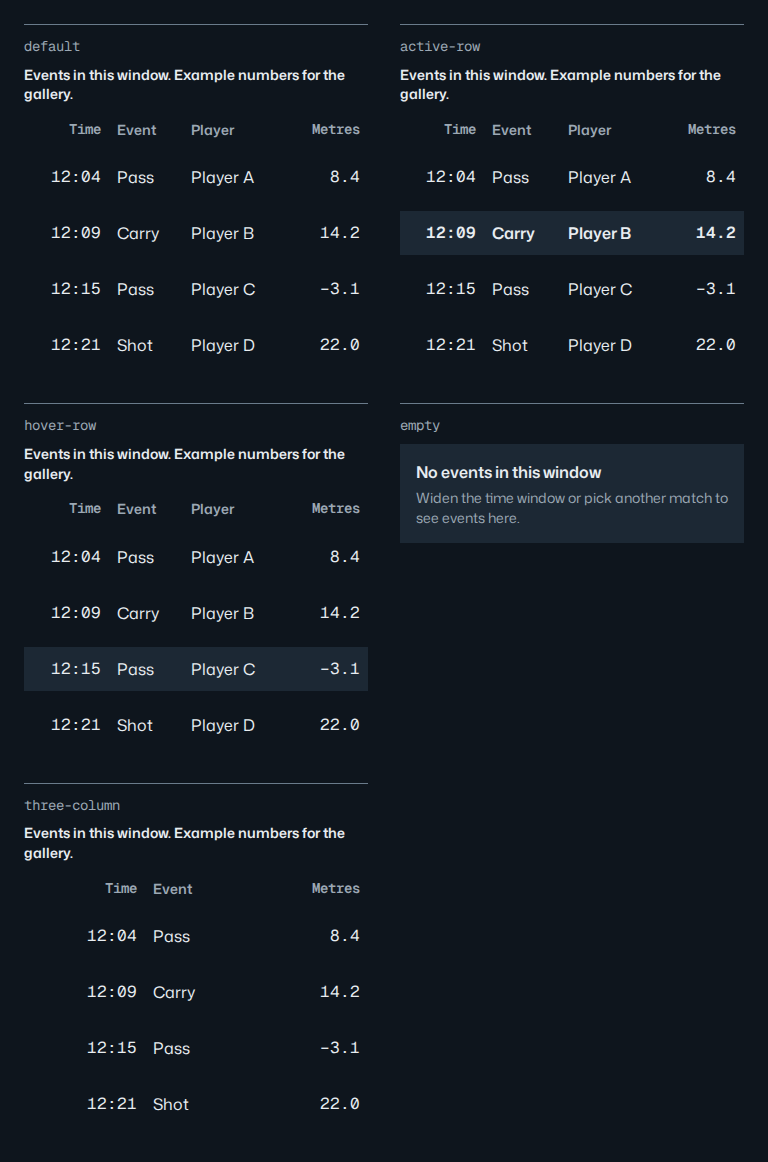 default
Events in this window. Example numbers for the
gallery.
Time Event Player Metres
12:04 Pass Player A 8.4
12:09 Carry Player B 14.2
12:15 Pass Player C −3.1
12:21 Shot Player D 22.0
active-row
Events in this window. Example numbers for the
gallery.
Time Event Player Metres
12:04 Pass Player A 8.4
12:09 Carry Player B 14.2
12:15 Pass Player C −3.1
12:21 Shot Player D 22.0
hover-row
Events in this window. Example numbers for the
gallery.
Time Event Player Metres
12:04 Pass Player A 8.4
12:09 Carry Player B 14.2
12:15 Pass Player C −3.1
12:21 Shot Player D 22.0
empty
No events in this window
Widen the time window or pick another match to
see events here.
three-column
Events in this window. Example numbers for the
gallery.
Time Event Metres
12:04 Pass 8.4
12:09 Carry 14.2
12:15 Pass −3.1
12:21 Shot 22.0